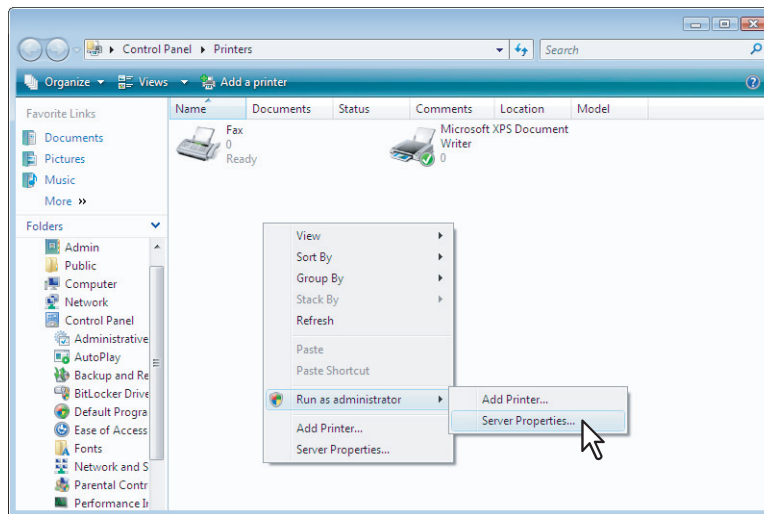 Control Panel Printers
Search
Organize Views Add a printer
Favorite Links
Documents
Pictures
Music
More »
Folders
Admin
Public
Computer
Network
Control Panel
Administrative
AutoPlay
Backup and Re
BitLocker Drive
Default Progra
Ease of Access
Fonts
Network and S
Parental Contr
Performance Ir
Name Documents Status Comments Location Model
Fax
0
Ready
Microsoft XPS Document
Writer
0
View
Sort By
Group By
Stack By
Refresh
Paste
Paste Shortcut
Run as administrator
Add Printer...
Server Properties...
Add Printer...
Server Properties...